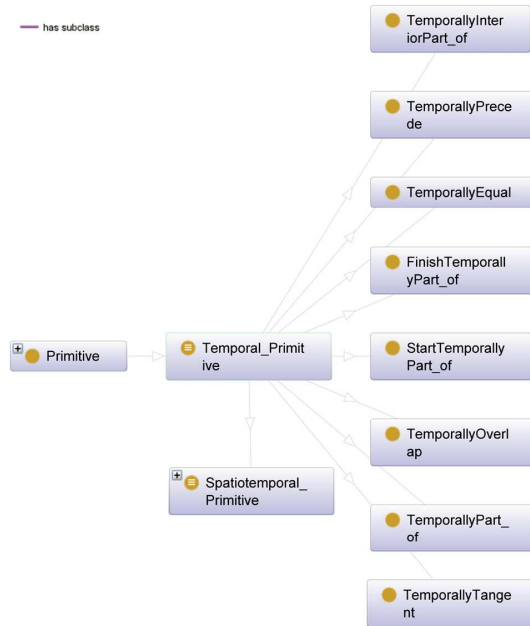 has subclass
TemporallyInter
iorPart_of
TemporallyPrece
de
TemporallyEqual
FinishTemporall
yPart_of
Primitive
Temporal_Primit
ive
StartTemporally
Part_of
TemporallyOverl
ap
Spatiotemporal_
Primitive
TemporallyPart_
of
TemporallyTange
nt